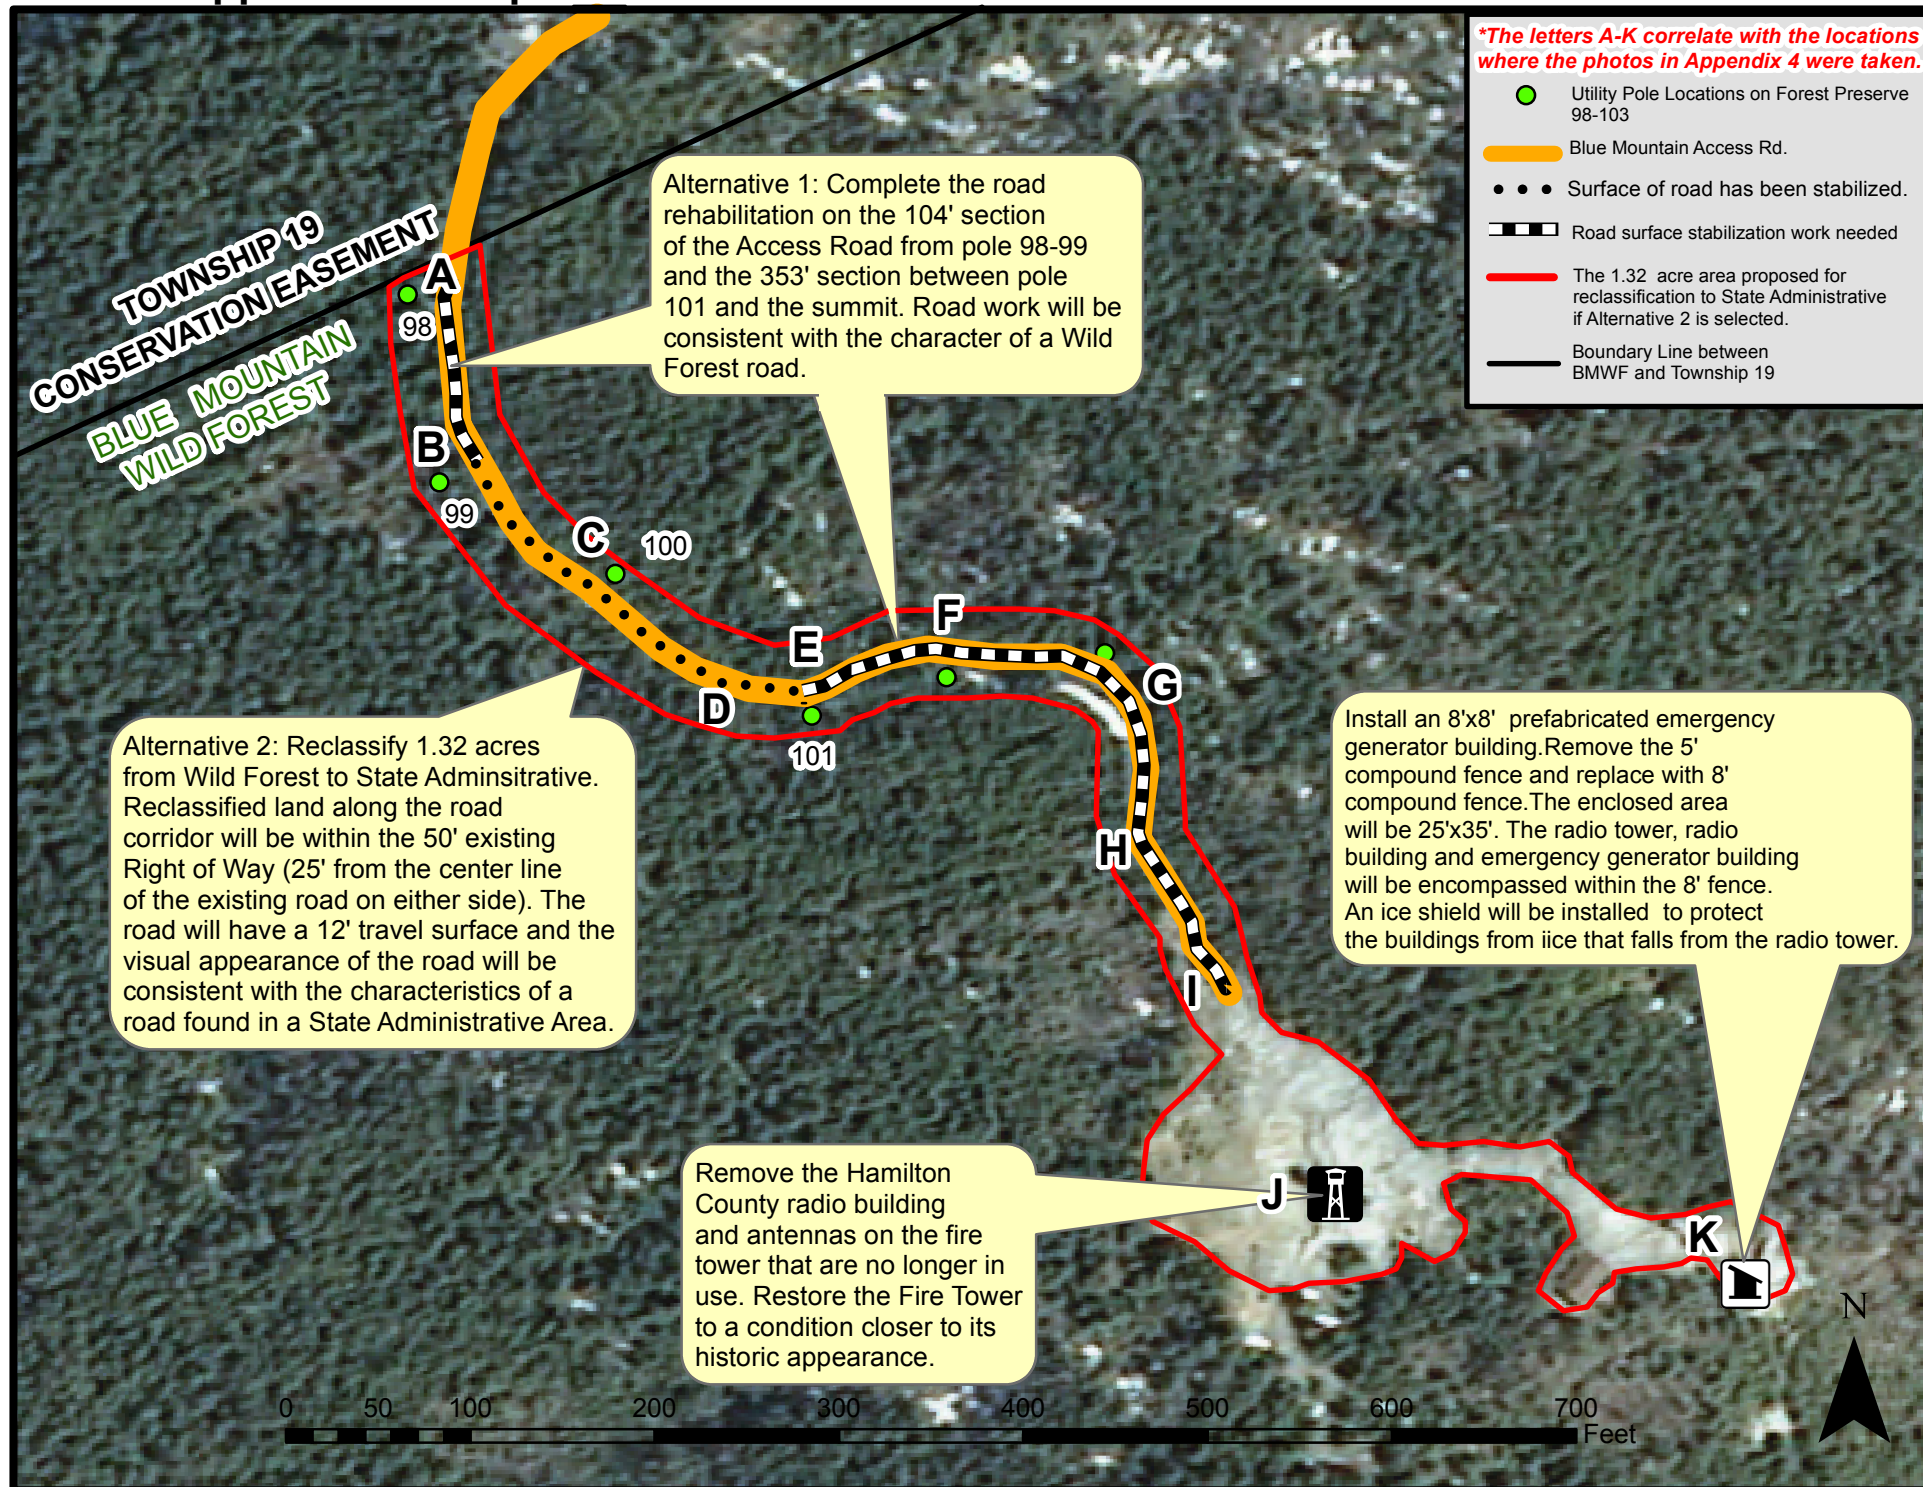 *The letters A-K correlate with the locations
where the photos in Appendix 4 were taken.
Utility Pole Locations on Forest Preserve
98-103
Blue Mountain Access Rd.
Surface of road has been stabilized.
Road surface stabilization work needed
The 1.32 acre area proposed for
reclassification to State Administrative
if Alternative 2 is selected.
Boundary Line between
BMWF and Township 19
Alternative 1: Complete the road
rehabilitation on the 104' section
of the Access Road from pole 98-99
and the 353' section between pole
101 and the summit. Road work will be
consistent with the character of a Wild
Forest road.
TOWNSHIP 19
CONSERVATION EASEMENT
BLUE MOUNTAIN
WILD FOREST
A
98
B
99
C
100
D
E
101
F
G
H
I
J
K
Alternative 2: Reclassify 1.32 acres
from Wild Forest to State Adminsitrative.
Reclassified land along the road
corridor will be within the 50' existing
Right of Way (25' from the center line
of the existing road on either side). The
road will have a 12' travel surface and the
visual appearance of the road will be
consistent with the characteristics of a
road found in a State Administrative Area.
Install an 8'x8' prefabricated emergency
generator building.Remove the 5'
compound fence and replace with 8'
compound fence.The enclosed area
will be 25'x35'. The radio tower, radio
building and emergency generator building
will be encompassed within the 8' fence.
An ice shield will be installed to protect
the buildings from iice that falls from the radio tower.
Remove the Hamilton
County radio building
and antennas on the fire
tower that are no longer in
use. Restore the Fire Tower
to a condition closer to its
historic appearance.
N
0 50 100 200 300 400 500 600 700
Feet